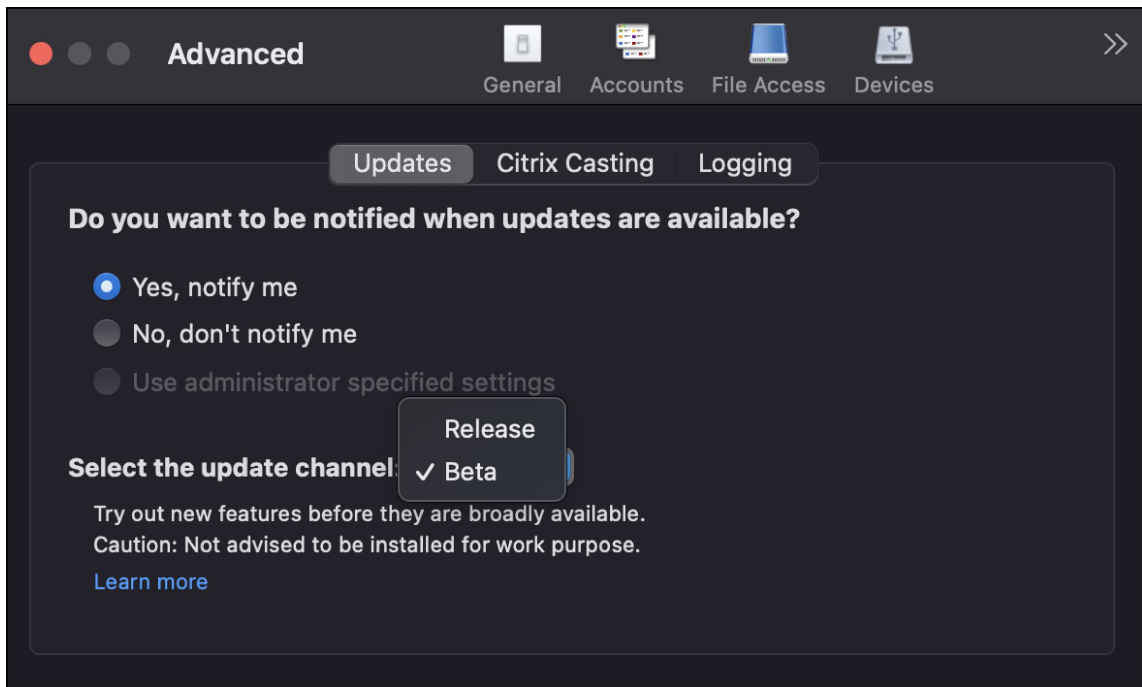 Advanced
General
Accounts
File Access
Devices
Updates
Citrix Casting
Logging
Do you want to be notified when updates are available?
Yes, notify me
No, don't notify me
Use administrator specified settings
Release
Select the update channel:
✓ Beta
Try out new features before they are broadly available.
Caution: Not advised to be installed for work purpose.
Learn more